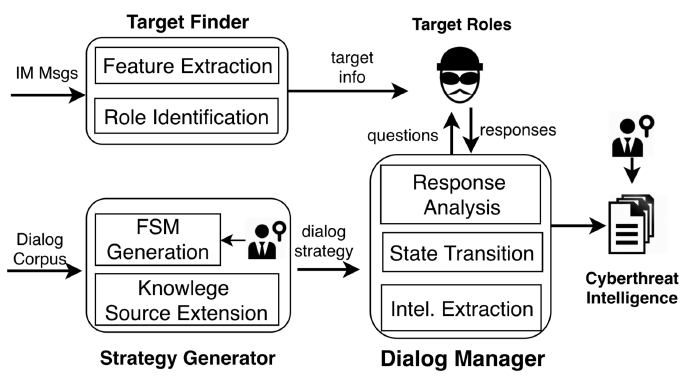 Target Finder
Target Roles
IM Msgs
Feature Extraction
Role Identification
target
info
questions
responses
Response
Analysis
State Transition
Intel. Extraction
Dialog Manager
Dialog
Corpus
FSM
Generation
Knowlege
Source Extension
Strategy Generator
dialog
strategy
Cyberthreat
Intelligence